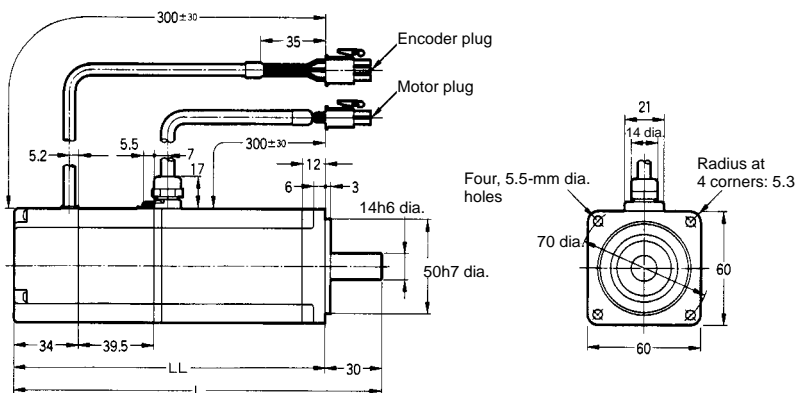 300±30
35
Encoder plug
Motor plug
300±30
5.2
5.5
7
17
12
6
3
14h6 dia.
50h7 dia.
34
39.5
LL
30
L
21
14 dia.
Four, 5.5-mm dia.
holes
Radius at
4 corners: 5.3
70 dia.
60
60